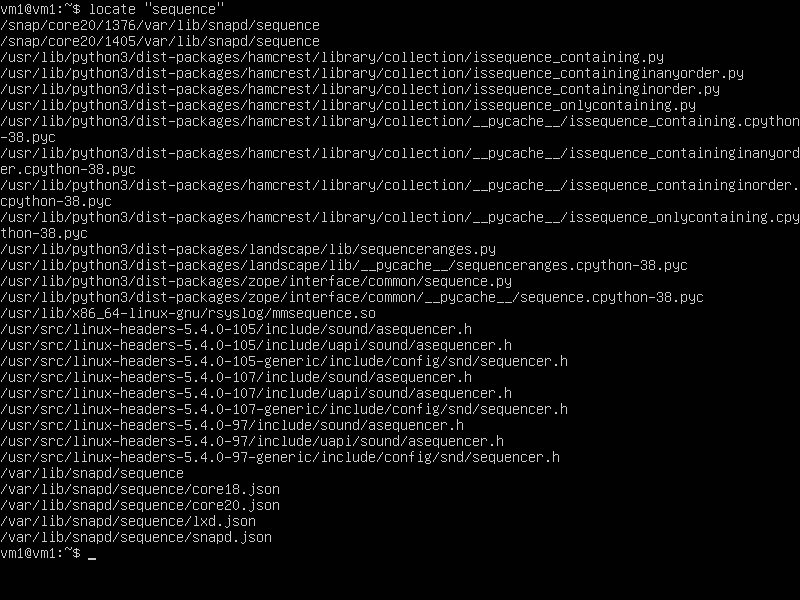 vm1@vm1:~$ locate "sequence"
/snap/core20/1376/var/lib/snapd/sequence
/snap/core20/1405/var/lib/snapd/sequence
/usr/lib/python3/dist-packages/hamcrest/library/collection/issequence_containing.py
/usr/lib/python3/dist-packages/hamcrest/library/collection/issequence_containinginanyorder.py
/usr/lib/python3/dist-packages/hamcrest/library/collection/issequence_containinginorder.py
/usr/lib/python3/dist-packages/hamcrest/library/collection/issequence_onlycontaining.py
/usr/lib/python3/dist-packages/hamcrest/library/collection/__pycache__/issequence_containing.cpython
-38.pyc
/usr/lib/python3/dist-packages/hamcrest/library/collection/__pycache__/issequence_containinginanyord
er.cpython-38.pyc
/usr/lib/python3/dist-packages/hamcrest/library/collection/__pycache__/issequence_containinginorder.
cpython-38.pyc
/usr/lib/python3/dist-packages/hamcrest/library/collection/__pycache__/issequence_onlycontaining.cpy
thon-38.pyc
/usr/lib/python3/dist-packages/landscape/lib/sequenceranges.py
/usr/lib/python3/dist-packages/landscape/lib/__pycache__/sequenceranges.cpython-38.pyc
/usr/lib/python3/dist-packages/zope/interface/common/sequence.py
/usr/lib/python3/dist-packages/zope/interface/common/__pycache__/sequence.cpython-38.pyc
/usr/lib/x86_64-linux-gnu/rsyslog/mmsequence.so
/usr/src/linux-headers-5.4.0-105/include/sound/asequencer.h
/usr/src/linux-headers-5.4.0-105/include/uapi/sound/asequencer.h
/usr/src/linux-headers-5.4.0-105-generic/include/config/snd/sequencer.h
/usr/src/linux-headers-5.4.0-107/include/sound/asequencer.h
/usr/src/linux-headers-5.4.0-107/include/uapi/sound/asequencer.h
/usr/src/linux-headers-5.4.0-107-generic/include/config/snd/sequencer.h
/usr/src/linux-headers-5.4.0-97/include/sound/asequencer.h
/usr/src/linux-headers-5.4.0-97/include/uapi/sound/asequencer.h
/usr/src/linux-headers-5.4.0-97-generic/include/config/snd/sequencer.h
/var/lib/snapd/sequence
/var/lib/snapd/sequence/core18.json
/var/lib/snapd/sequence/core20.json
/var/lib/snapd/sequence/lxd.json
/var/lib/snapd/sequence/snapd.json
vm1@vm1:~$ _